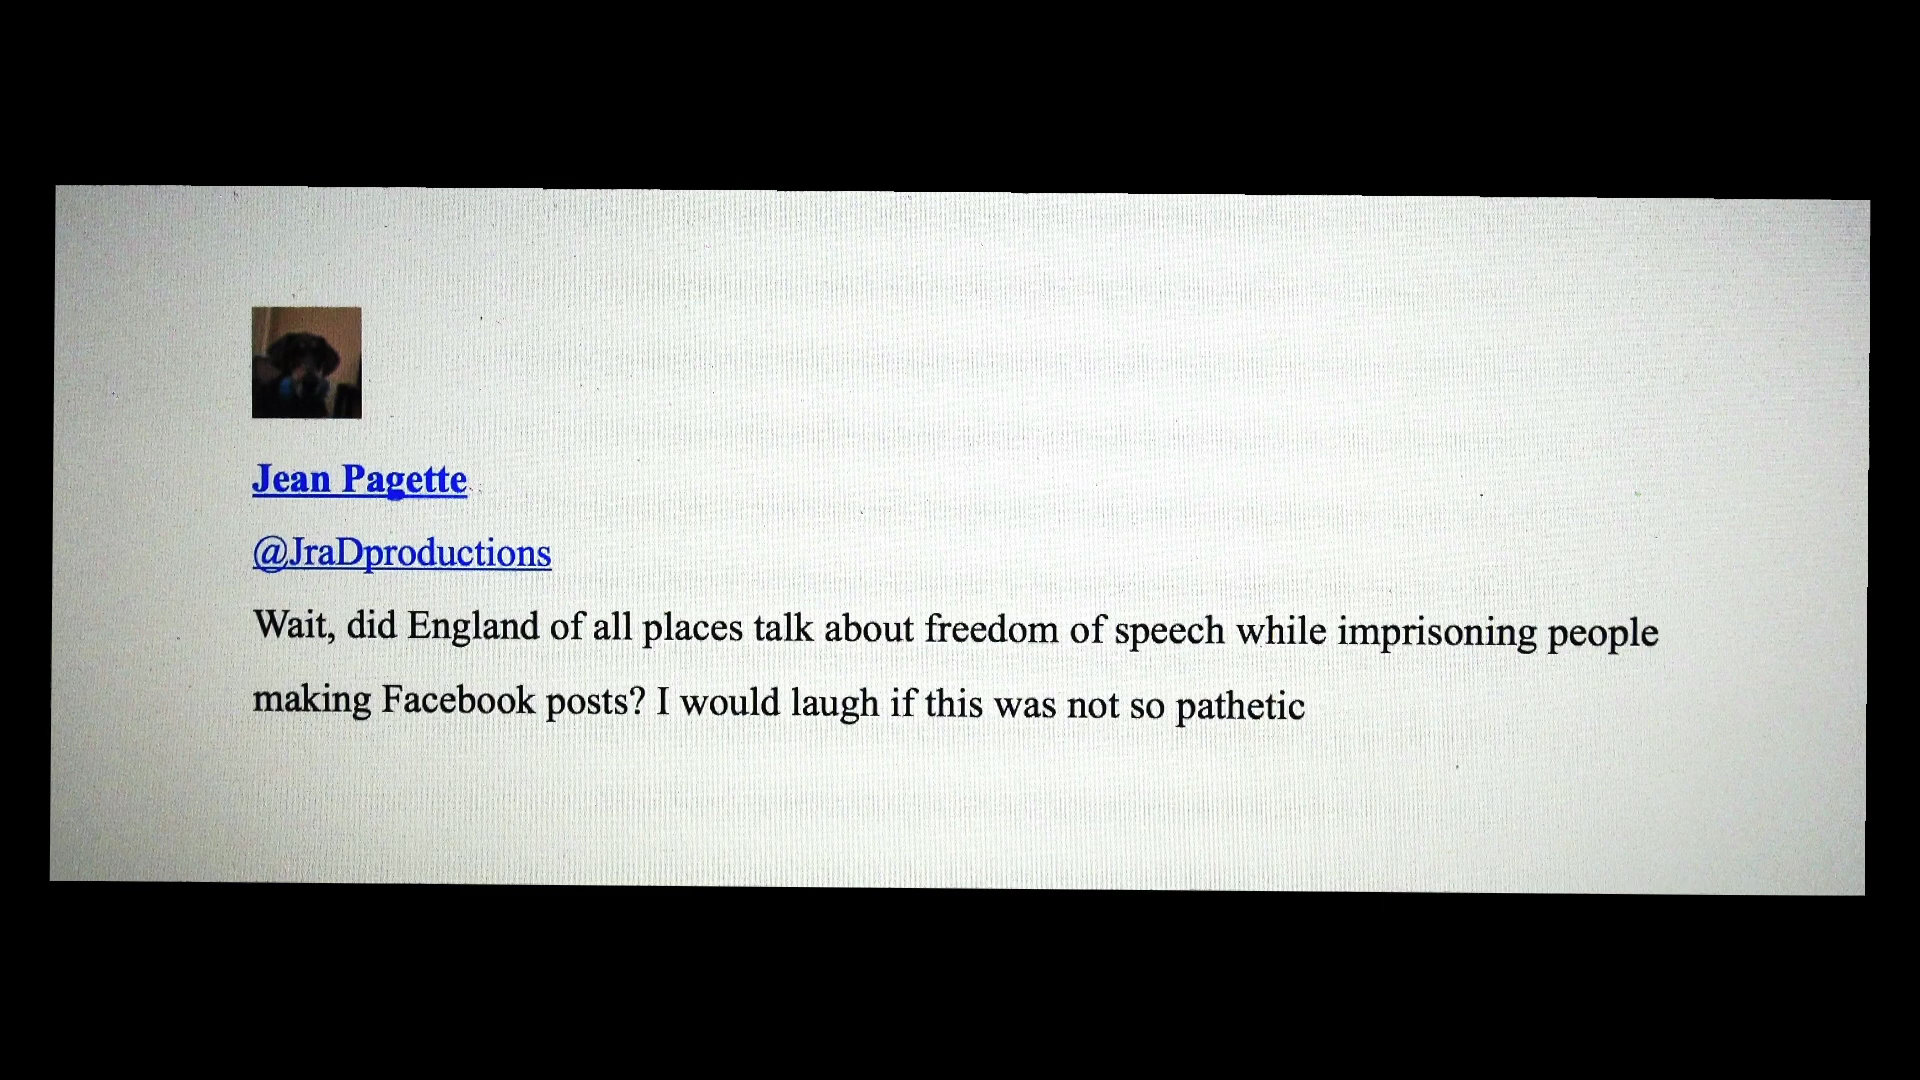 Jean Pagette
@JraDproductions
Wait, did England of all places talk about freedom of speech while imprisoning people
making Facebook posts? I would laugh if this was not so pathetic